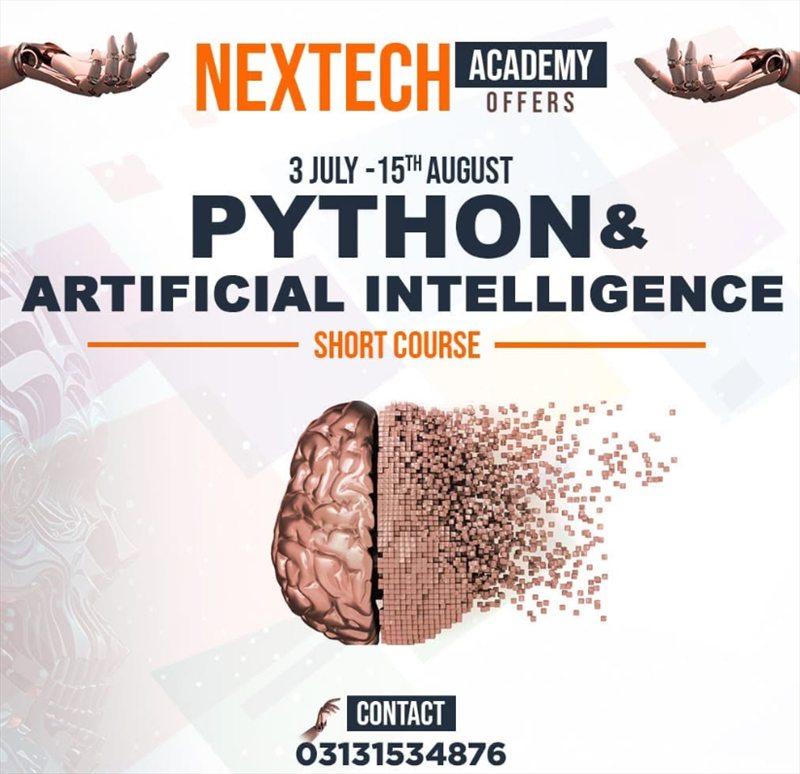 NEXTECH ACADEMY
OFFERS
3 JULY -15TH AUGUST
PYTHON &
ARTIFICIAL INTELLIGENCE
SHORT COURSE
CONTACT
03131534876